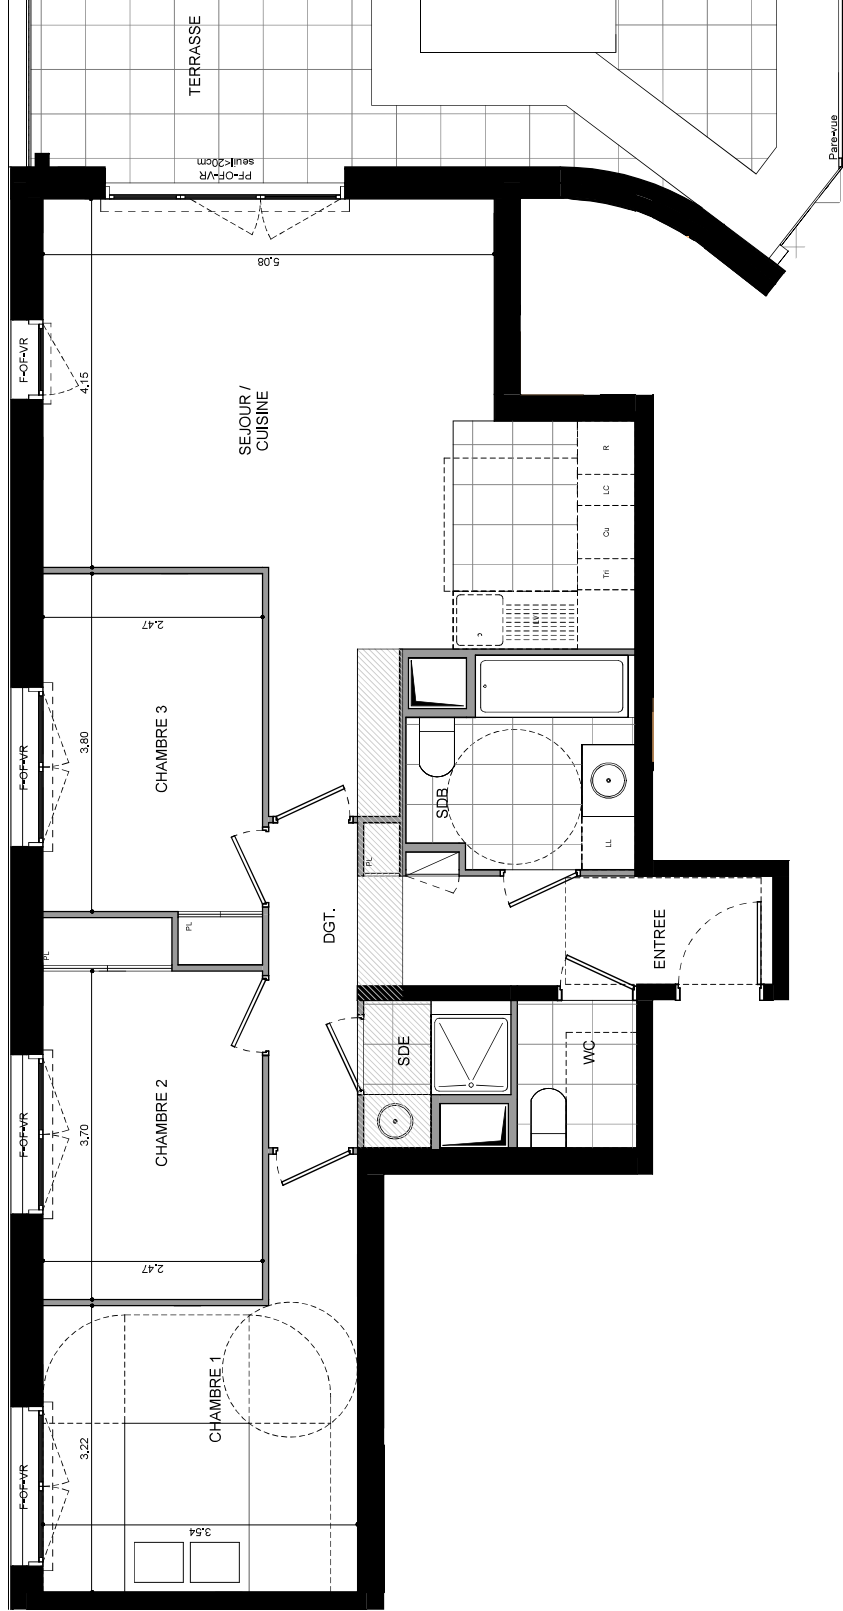 TERRASSE
Pare-vue
PF-OF-VR
seuil<20cm
5.08
F-OF-VR
4.15
SEJOUR /
CUISINE
R
LC
Cu
Tri
LV
2.47
CHAMBRE 3
3.80
F-OF-VR
SDB
LL
PL
PL
PL
DGT.
ENTREE
SDE
WC
F-OF-VR
3.70
CHAMBRE 2
2.47
CHAMBRE 1
3.22
F-OF-VR
3.54